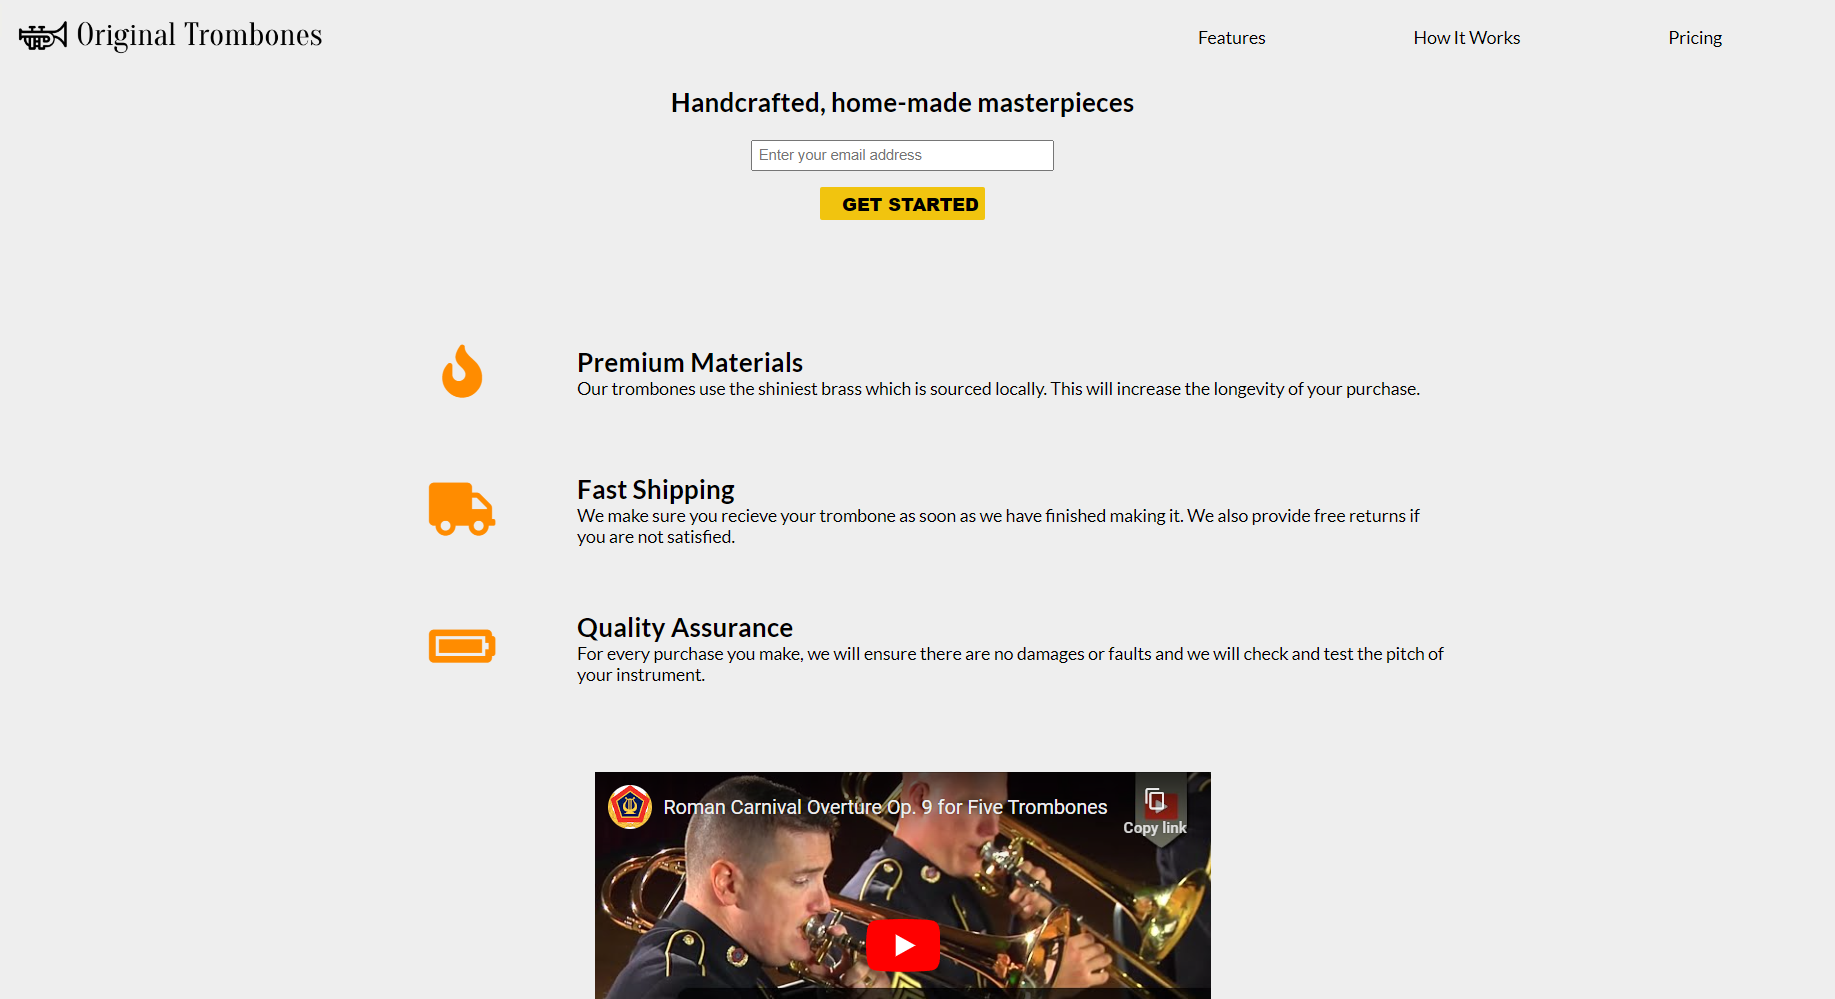 Original Trombones
Features
How It Works
Pricing
Handcrafted, home-made masterpieces
Enter your email address
GET STARTED
Premium Materials
Our trombones use the shiniest brass which is sourced locally. This will increase the longevity of your purchase.
Fast Shipping
We make sure you recieve your trombone as soon as we have finished making it. We also provide free returns if
you are not satisfied.
Quality Assurance
For every purchase you make, we will ensure there are no damages or faults and we will check and test the pitch of
your instrument.
Roman Carnival Overture Op. 9 for Five Trombones
Copy link